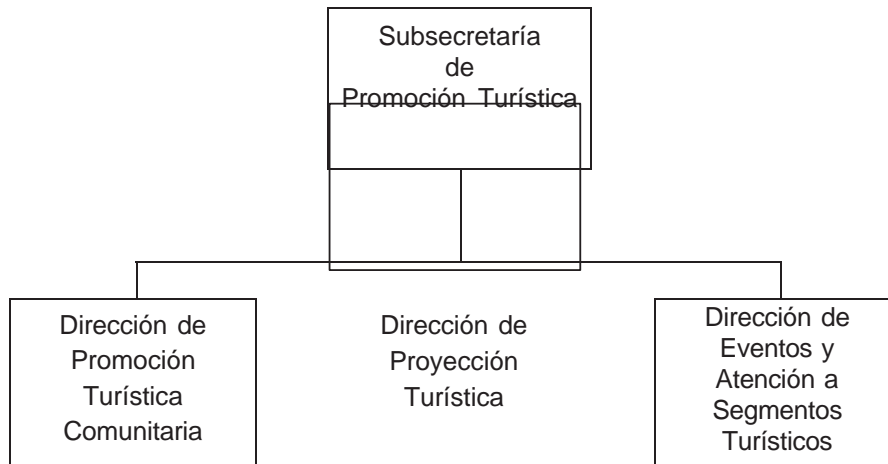 Subsecretaría
de
Promoción Turística
Dirección de
Promoción
Turística
Comunitaria
Dirección de
Proyección
Turística
Dirección de
Eventos y
Atención a
Segmentos
Turísticos